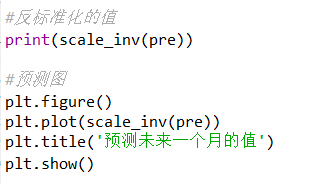 #反标准化的值
print(scale_inv(pre))
#预测图
plt.figure()
plt.plot(scale_inv(pre))
plt.title('预测未来一个月的值')
plt.show()